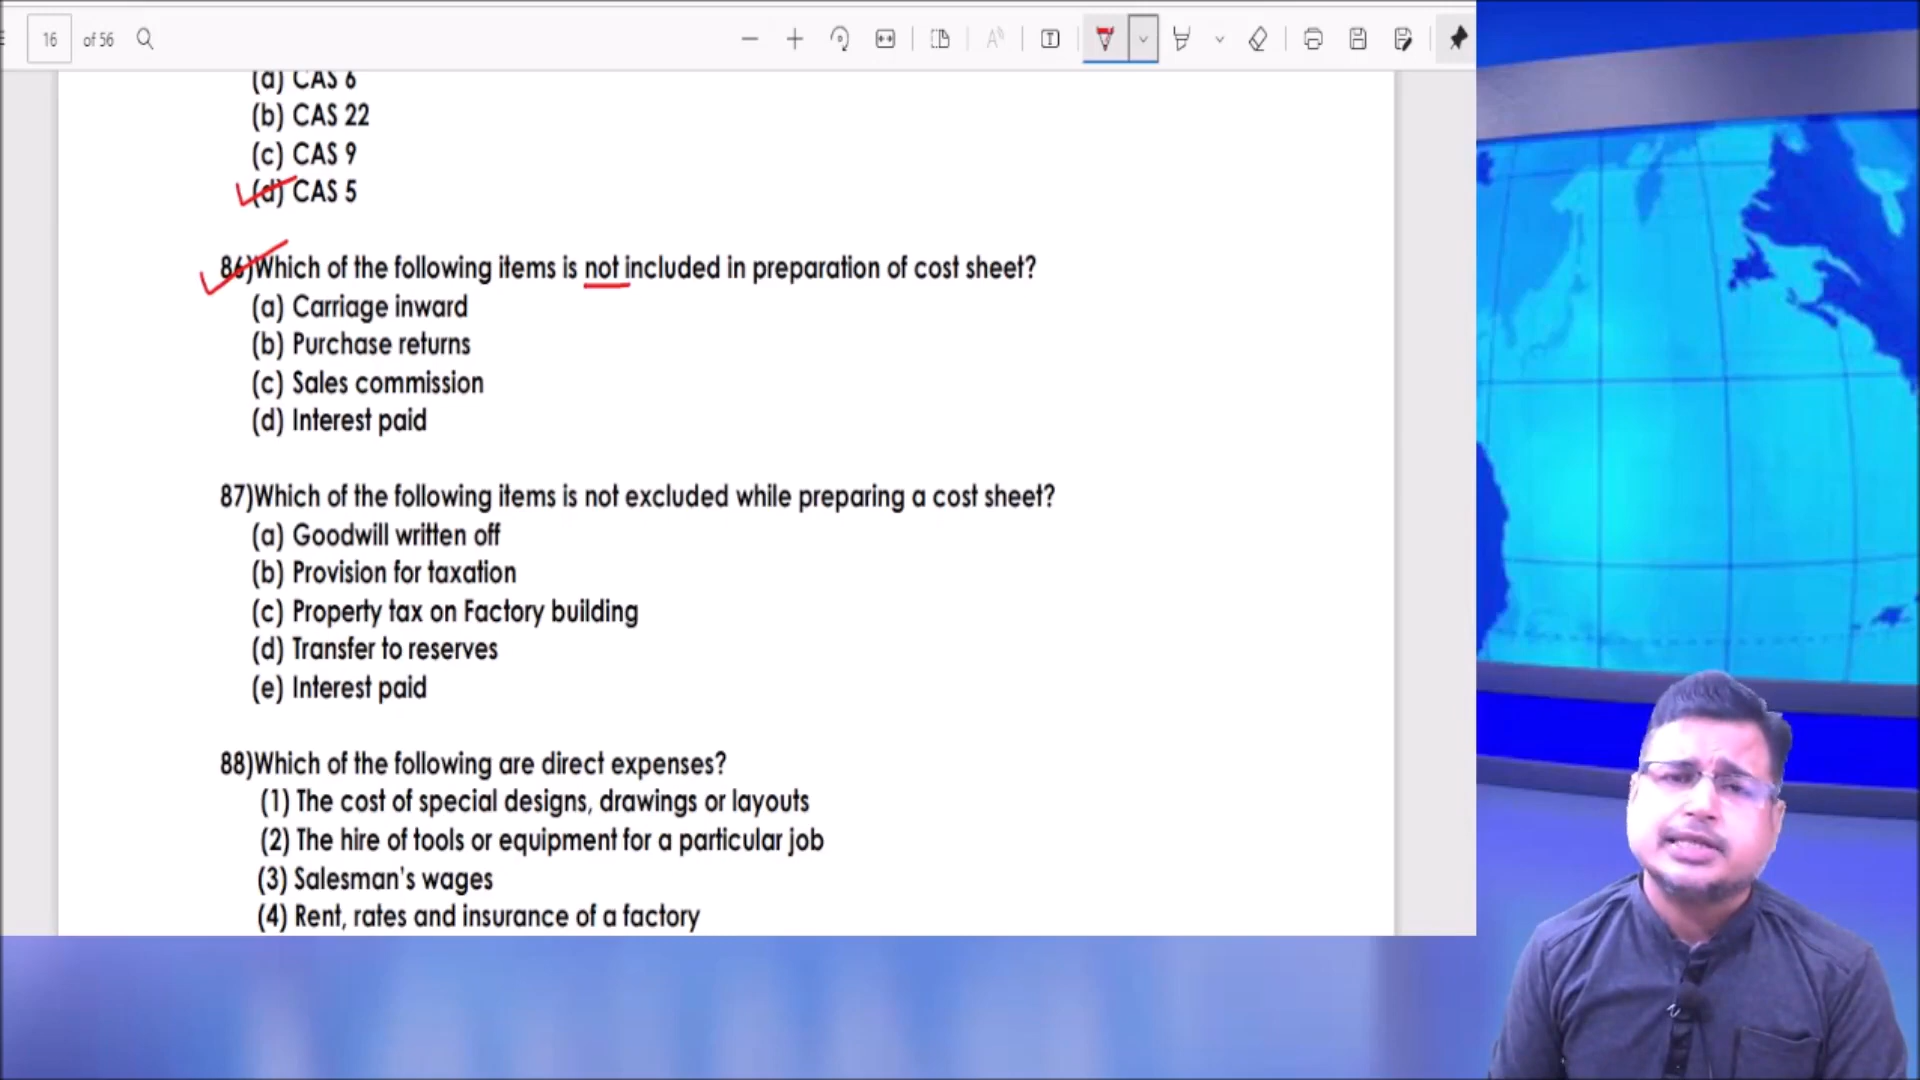 16 of 56
(a) CAS 6
(b) CAS 22
(c) CAS 9
(d) CAS 5
86)Which of the following items is not included in preparation of cost sheet?
(a) Carriage inward
(b) Purchase returns
(c) Sales commission
(d) Interest paid
87)Which of the following items is not excluded while preparing a cost sheet?
(a) Goodwill written off
(b) Provision for taxation
(c) Property tax on Factory building
(d) Transfer to reserves
(e) Interest paid
88)Which of the following are direct expenses?
(1) The cost of special designs, drawings or layouts
(2) The hire of tools or equipment for a particular job
(3) Salesman's wages
(4) Rent, rates and insurance of a factory